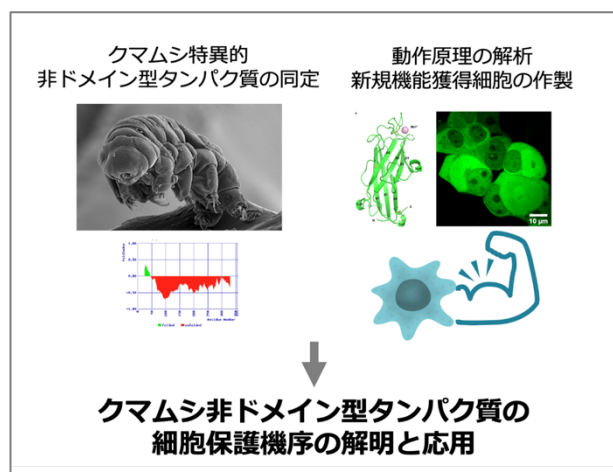 クマムシ特異的
非ドメイン型タンパク質の同定
動作原理の解析
新規機能獲得細胞の作製
10 μm
クマムシ非ドメイン型タンパク質の
細胞保護機序の解明と応用